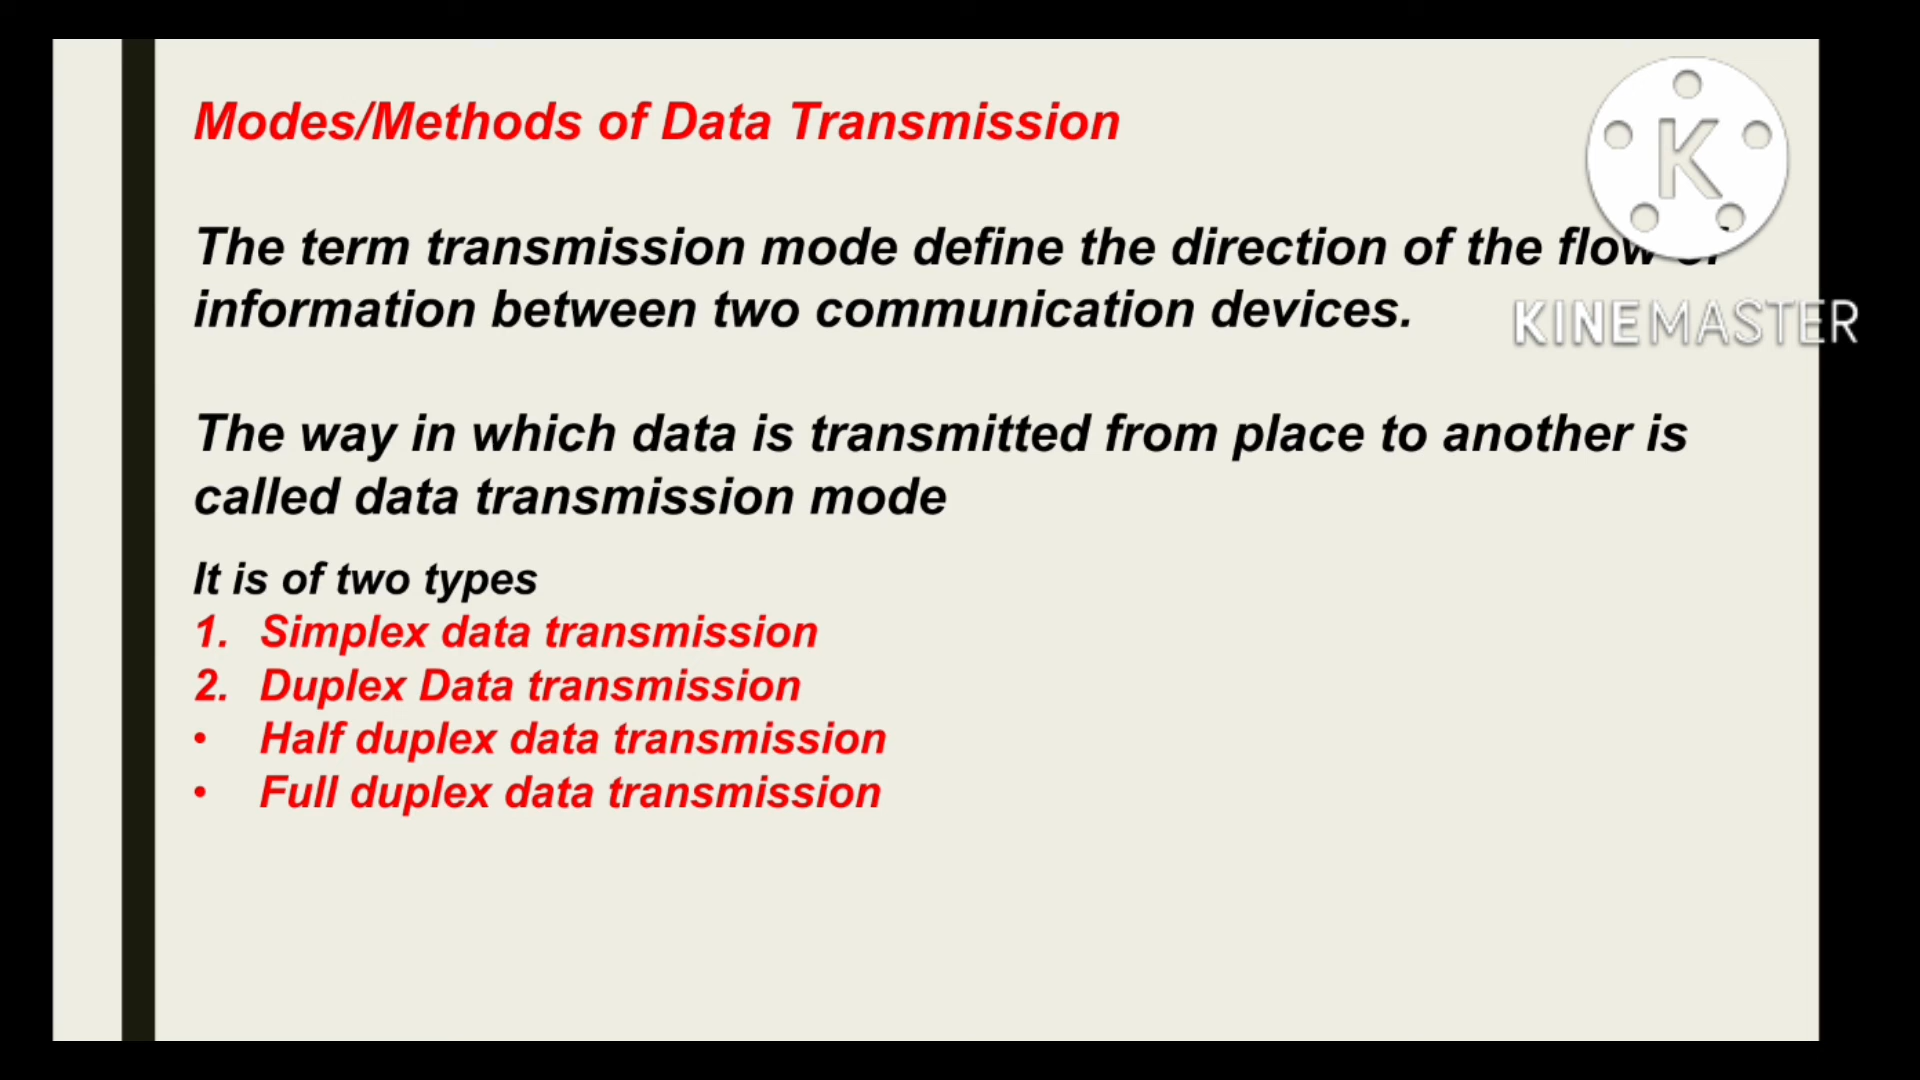 Modes/Methods of Data Transmission
The term transmission mode define the direction of the flow of
information between two communication devices.
The way in which data is transmitted from place to another is
called data transmission mode
It is of two types
1. Simplex data transmission
2. Duplex Data transmission
• Half duplex data transmission
• Full duplex data transmission
K
KINEMASTER